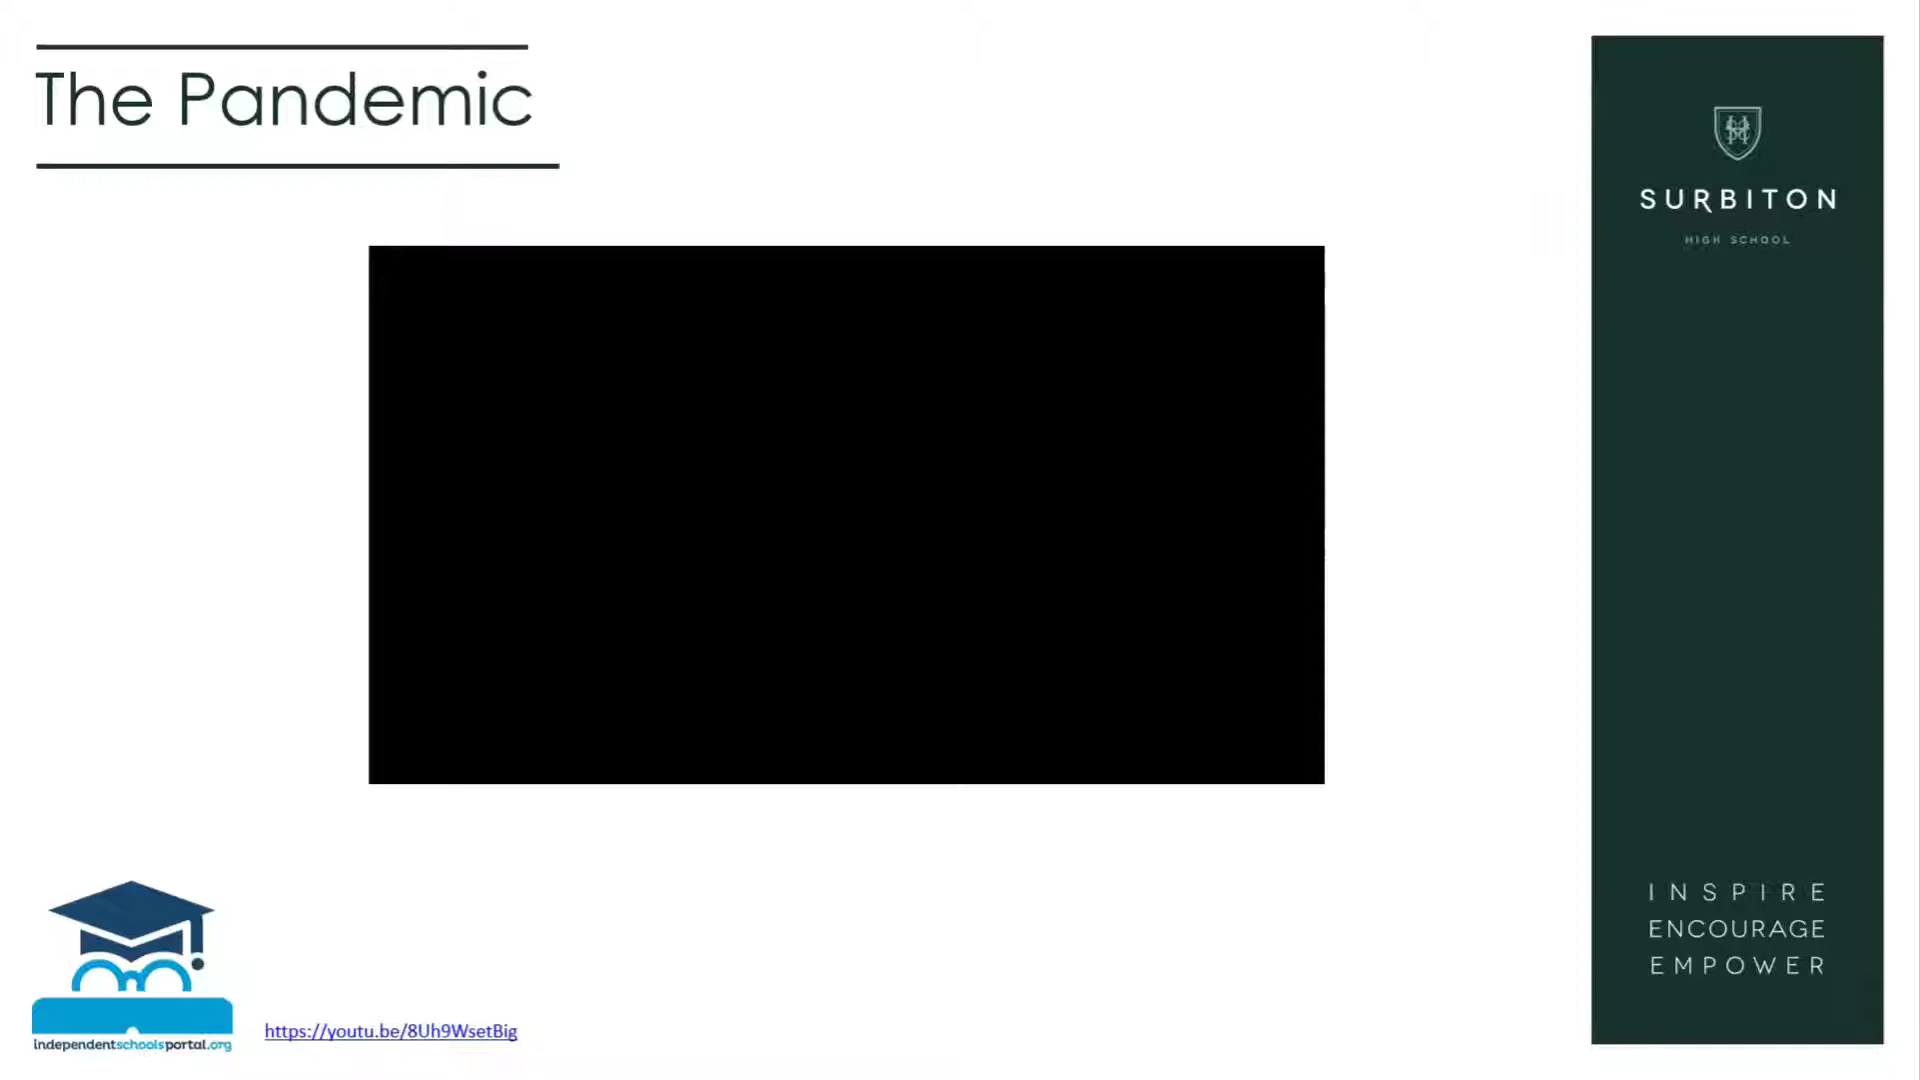 The Pandemic
SURBITON
HIGH SCHOOL
INSPIRE
ENCOURAGE
EMPOWER
independentschoolsportal.org
https://youtu.be/8Uh9WsetBig